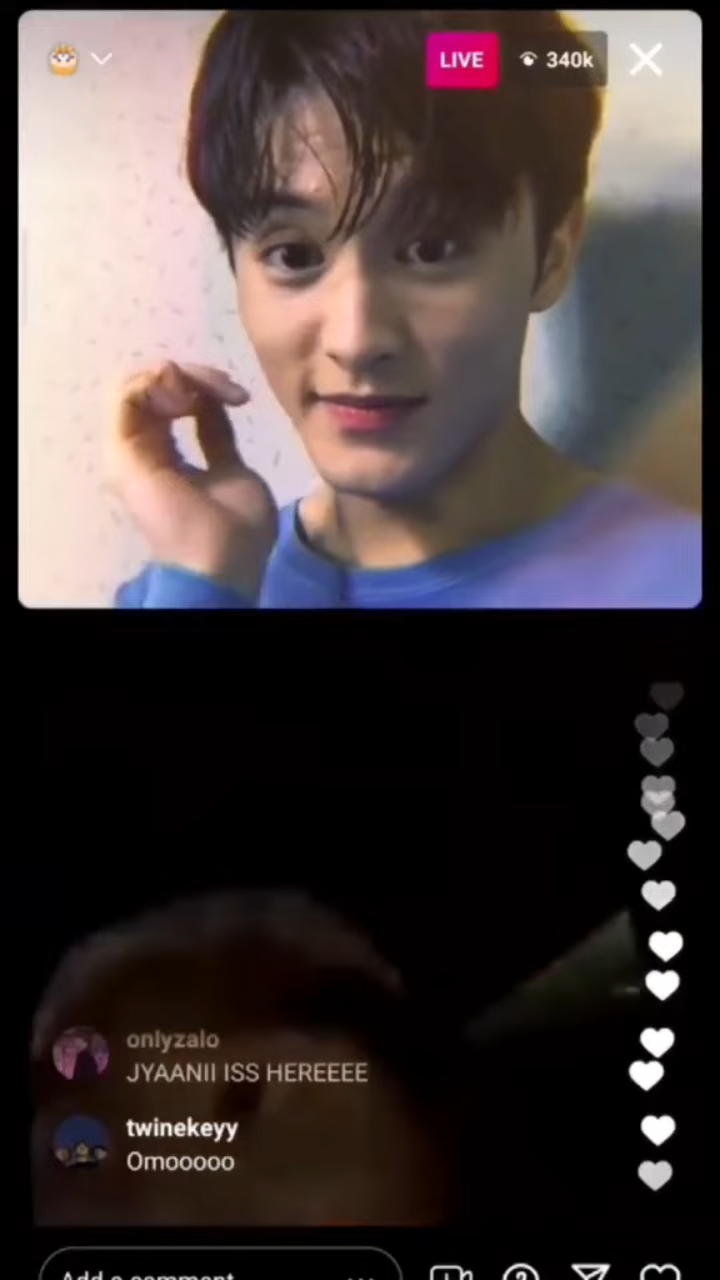 LIVE
340k
onlyzalo
JYAANII ISS HEREEEE
twinekeyy
Omooooo
Add a comment